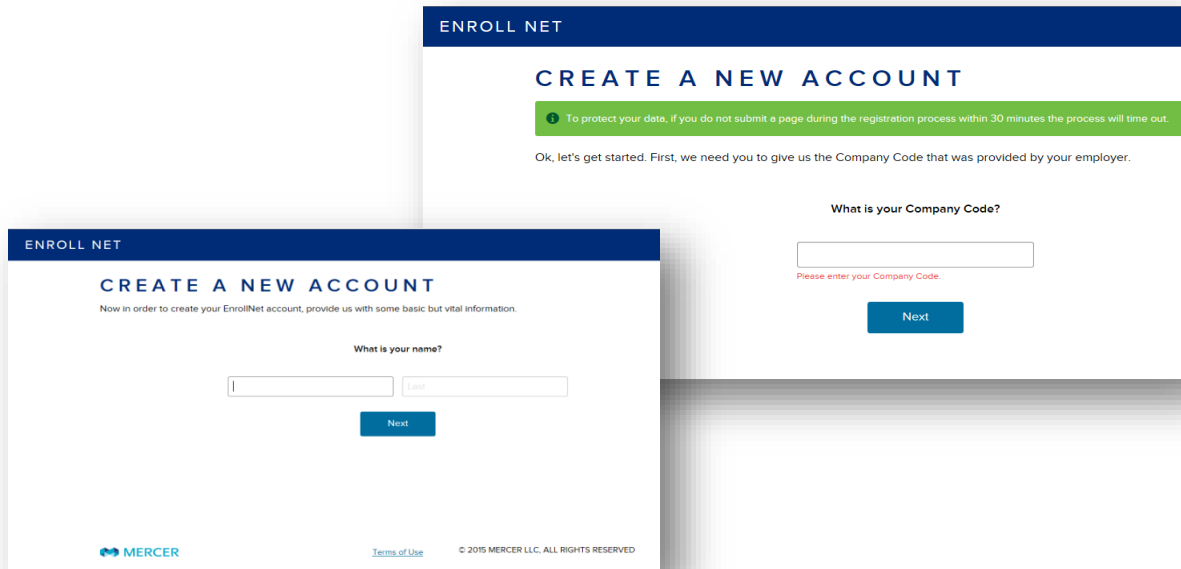 ENROLL NET
CREATE A NEW ACCOUNT
To protect your data, if you do not submit a page during the registration process within 30 minutes the process will time out.
Ok, let's get started. First, we need you to give us the Company Code that was provided by your employer.
What is your Company Code?
Please enter your Company Code.
Next
ENROLL NET
CREATE A NEW ACCOUNT
Now in order to create your EnrollNet account, provide us with some basic but vital information.
What is your name?
Last
Next
MERCER
Terms of Use
© 2015 MERCER LLC, ALL RIGHTS RESERVED